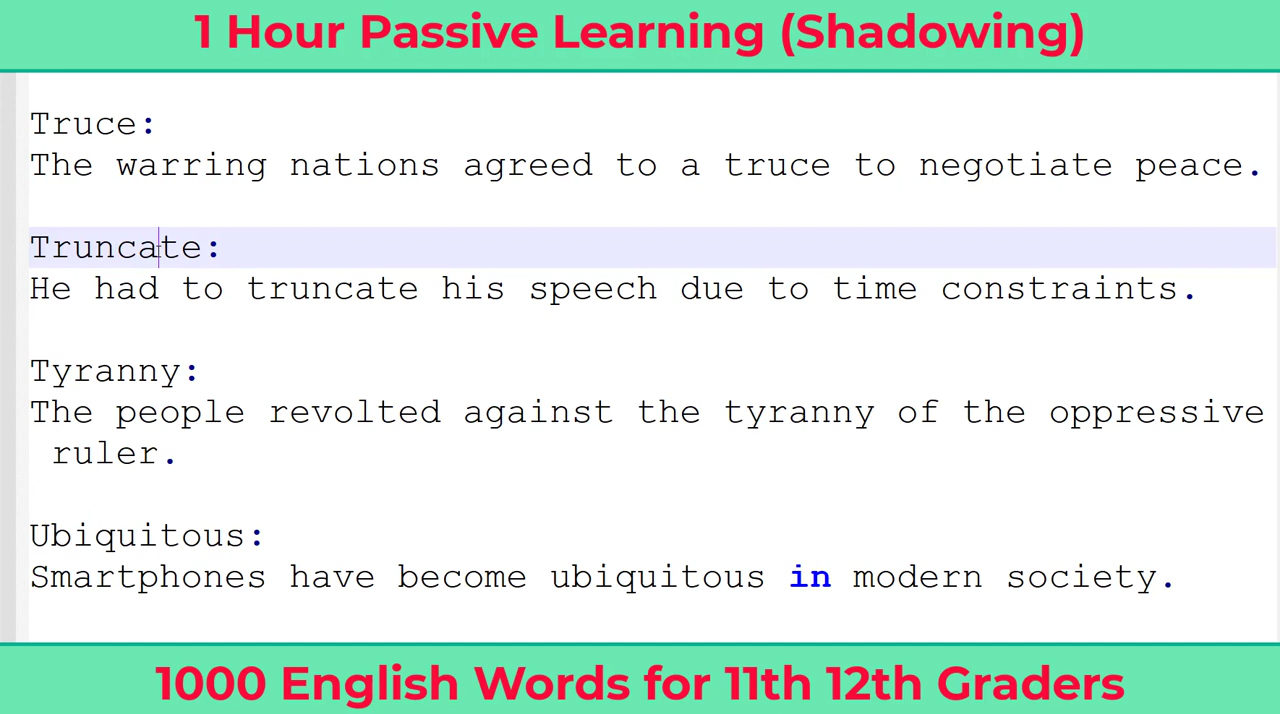 1 Hour Passive Learning (Shadowing)
Truce:
The warring nations agreed to a truce to negotiate peace.
Truncate:
He had to truncate his speech due to time constraints.
Tyranny:
The people revolted against the tyranny of the oppressive
ruler.
Ubiquitous:
Smartphones have become ubiquitous in modern society.
1000 English Words for 11th 12th Graders